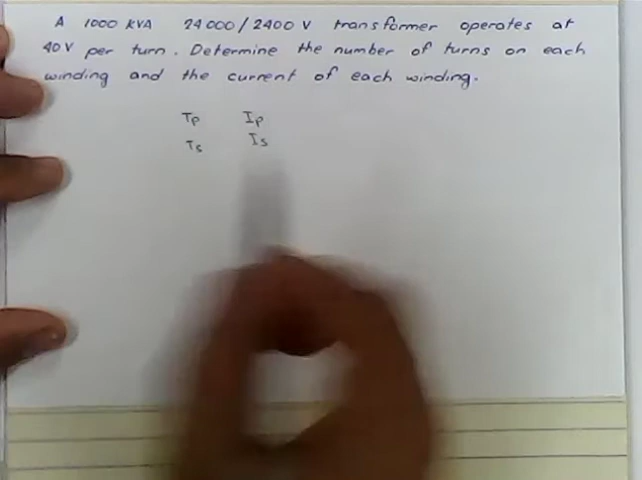 A 1000 KVA 24000/2400 V transformer operates at
40V per turn. Determine the number of turns on each
winding and the current of each winding.
Tp Ip
Ts Is